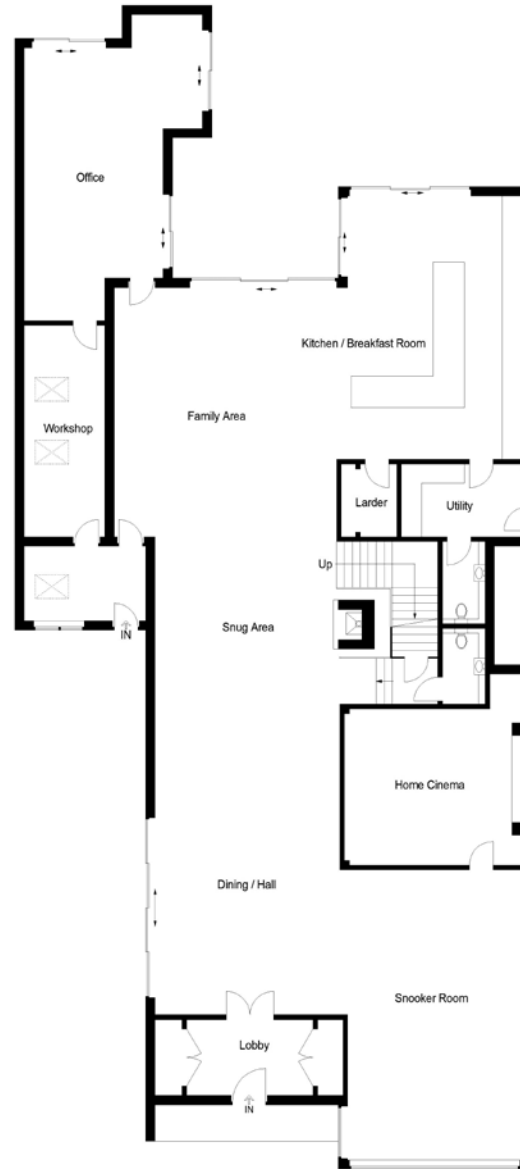 Office
Kitchen / Breakfast Room
Family Area
Workshop
Larder
Utility
Up
Snug Area
IN
Home Cinema
Dining / Hall
Snooker Room
Lobby
IN